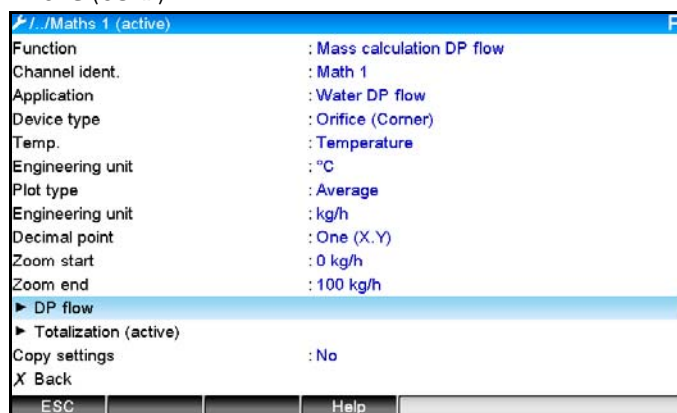 /../Maths 1 (active)
Function : Mass calculation DP flow
Channel ident. : Math 1
Application : Water DP flow
Device type : Orifice (Corner)
Temp. : Temperature
Engineering unit : °C
Plot type : Average
Engineering unit : kg/h
Decimal point : One (X.Y)
Zoom start : 0 kg/h
Zoom end : 100 kg/h
► DP flow
► Totalization (active)
Copy settings : No
X Back
ESC Help